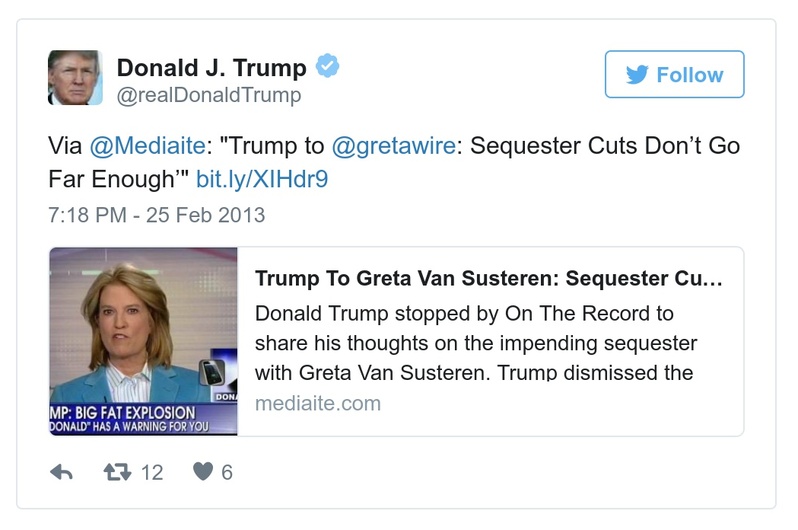 Donald J. Trump
@realDonaldTrump
Follow
Via @Mediaite: "Trump to @gretawire: Sequester Cuts Don’t Go
Far Enough’" bit.ly/XIHdr9
7:18 PM - 25 Feb 2013
Trump To Greta Van Susteren: Sequester Cu...
Donald Trump stopped by On The Record to
share his thoughts on the impending sequester
with Greta Van Susteren. Trump dismissed the
mediaite.com
DONA
MP: BIG FAT EXPLOSION
DONALD" HAS A WARNING FOR YOU
12
6